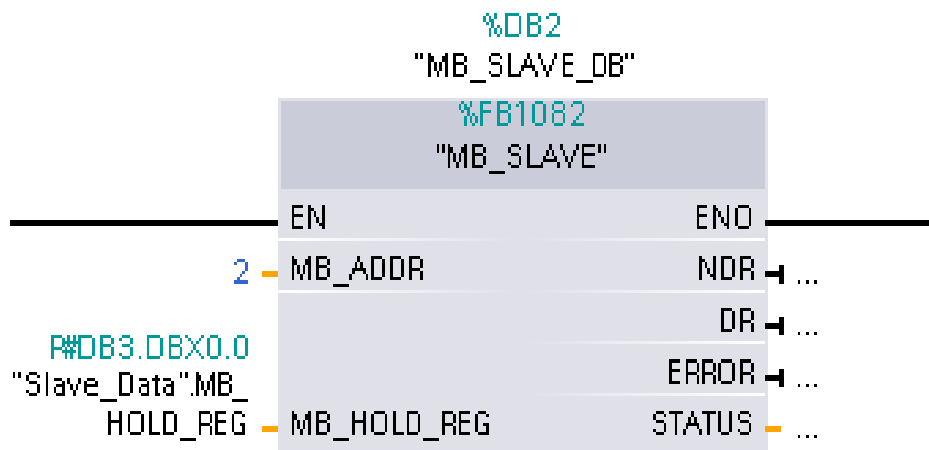 %DB2
"MB_SLAVE_DB"
%FB1082
"MB_SLAVE"
EN ENO
2 MB_ADDR NDR ...
DR ...
P#DB3.DBX0.0
"Slave_Data".MB_
ERROR ...
HOLD_REG MB_HOLD_REG STATUS ...